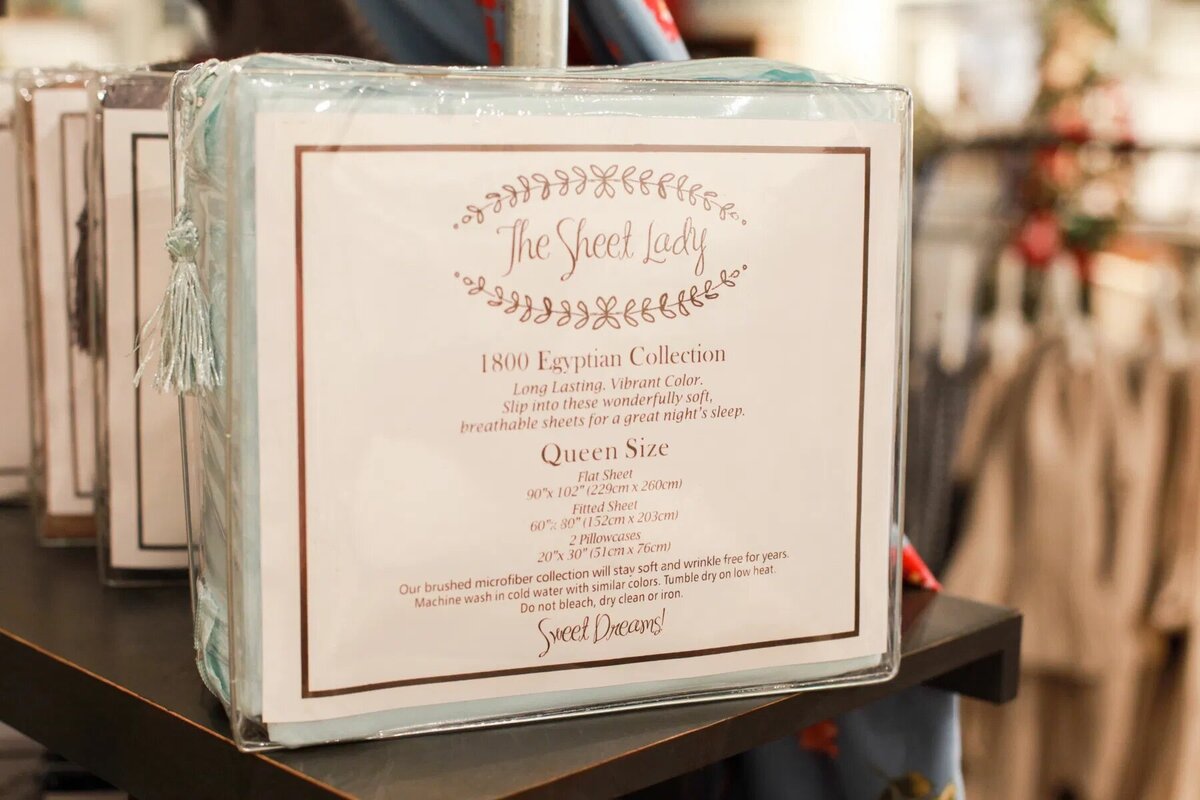 The Sheet Lady
1800 Egyptian Collection
Long Lasting. Vibrant Color.
Slip into these wonderfully soft,
breathable sheets for a great night's sleep.
Queen Size
Flat Sheet
90"x 102" (229cm x 260cm)
Fitted Sheet
60"x 80" (152cm x 203cm)
2 Pillowcases
20"x 30" (51cm x 76cm)
Our brushed microfiber collection will stay soft and wrinkle free for years.
Machine wash in cold water with similar colors. Tumble dry on low heat.
Do not bleach, dry clean or iron.
Sweet Dreams!